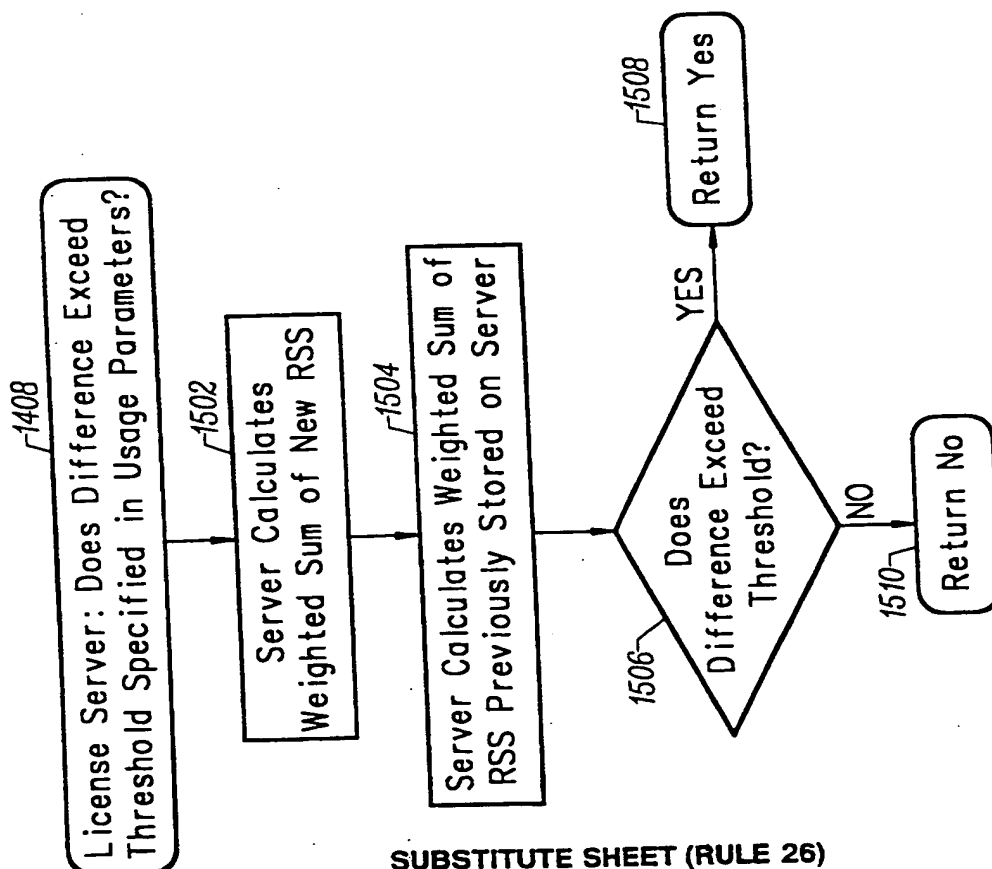 1408
License Server: Does Difference Exceed
Threshold Specified in Usage Parameters?
1502
Server Calculates
Weighted Sum of New RSS
1504
Server Calculates Weighted Sum of
RSS Previously Stored on Server
1506
Does
Difference Exceed
Threshold?
YES
1508
Return Yes
NO
1510
Return No
SUBSTITUTE SHEET (RULE 26)